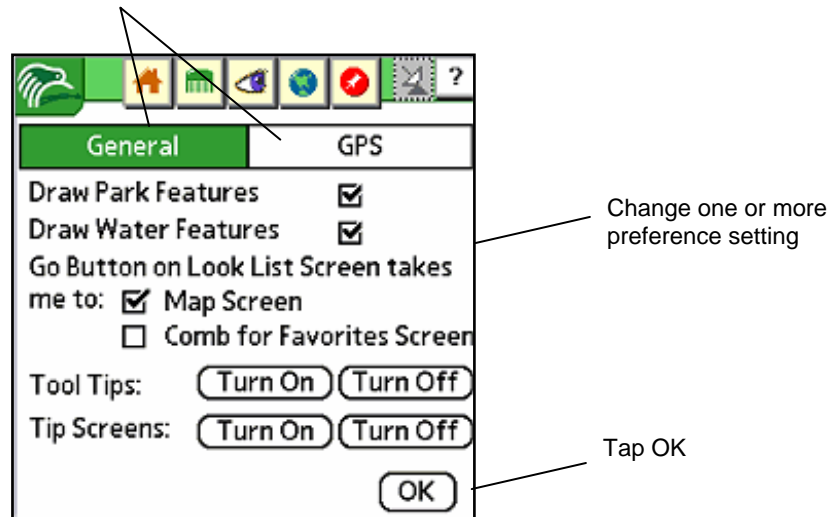 ?
General GPS
Draw Park Features
Draw Water Features
Go Button on Look List Screen takes
me to: Map Screen
Comb for Favorites Screen
Tool Tips: Turn On Turn Off
Tip Screens: Turn On Turn Off
OK
Change one or more
preference setting
Tap OK